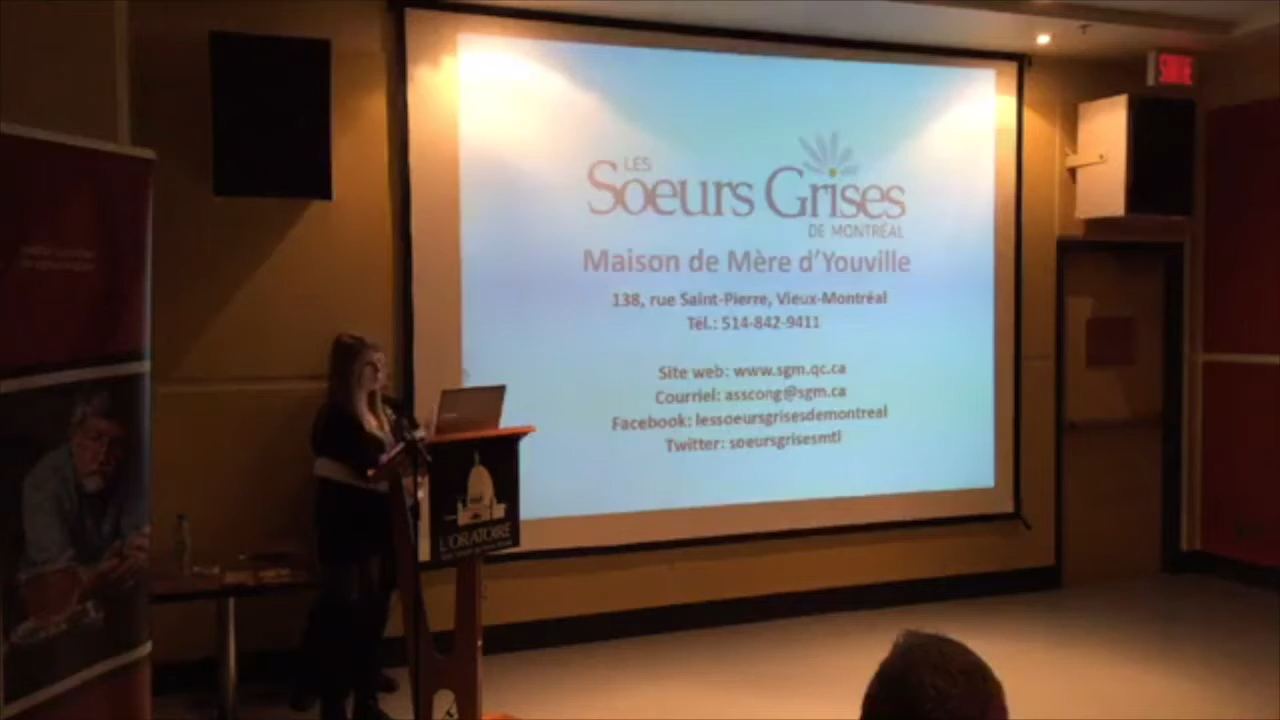 LES
Soeurs Grises
DE MONTRÉAL
Maison de Mère d'Youville
138, rue Saint-Pierre, Vieux-Montréal
Tél.: 514-842-9411
Site web: www.sgm.qc.ca
Courriel: asscong@sgm.ca
Facebook: lessoeursgrisesdemontreal
Twitter: soeursgrisesmtl
SORTIE
L'ORATOIRE